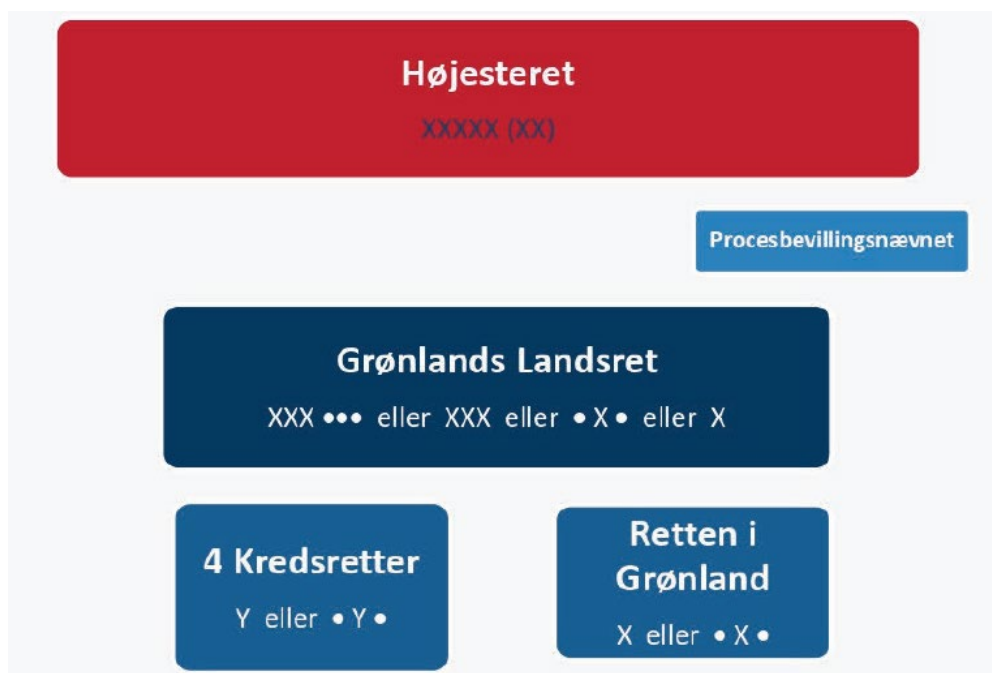 Højesteret
XXXXX (XX)
Procesbevillingsnævnet
Grønlands Landsret
XXX ••• eller XXX eller • X • eller X
4 Kredsretter
Y eller • Y •
Retten i
Grønland
X eller • X •